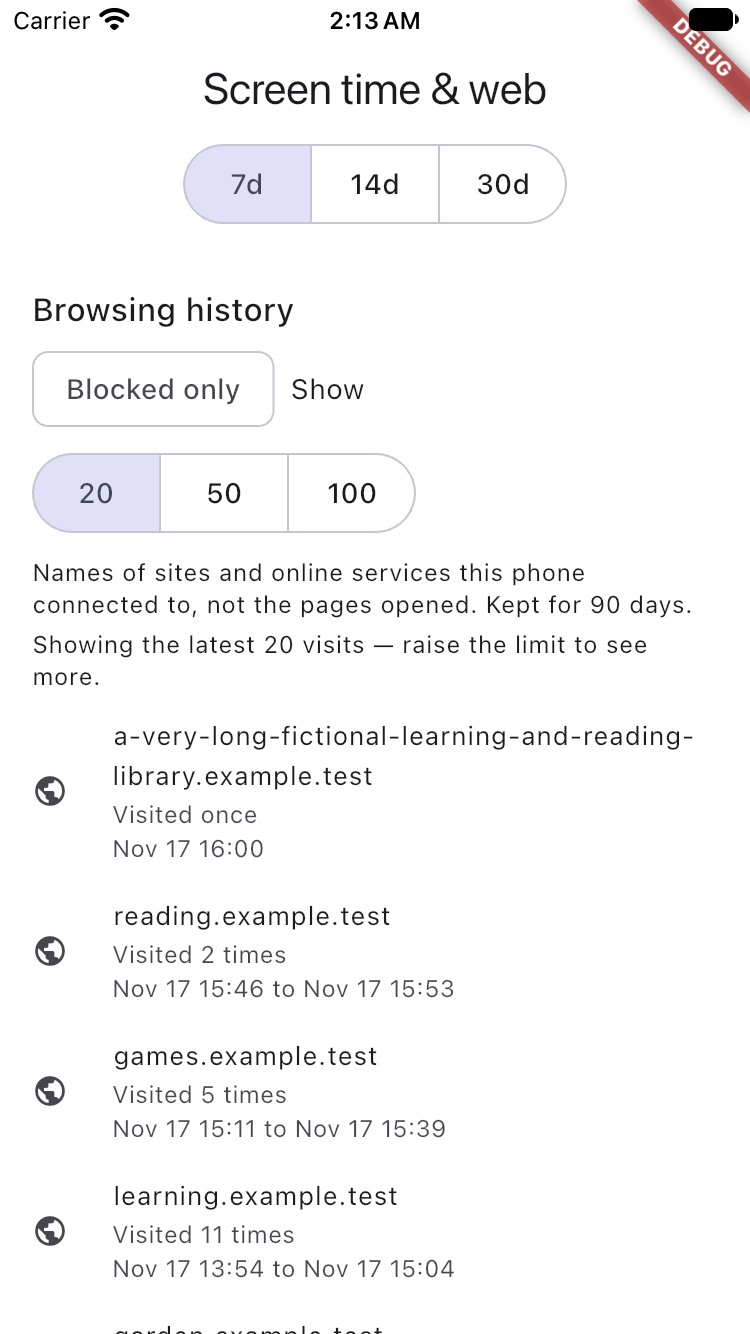 Carrier 2:13 AM
DEBUG
Screen time & web
7d 14d 30d
Browsing history
Blocked only Show
20 50 100
Names of sites and online services this phone
connected to, not the pages opened. Kept for 90 days.
Showing the latest 20 visits — raise the limit to see
more.
a-very-long-fictional-learning-and-reading-
library.example.test
Visited once
Nov 17 16:00
reading.example.test
Visited 2 times
Nov 17 15:46 to Nov 17 15:53
games.example.test
Visited 5 times
Nov 17 15:11 to Nov 17 15:39
learning.example.test
Visited 11 times
Nov 17 13:54 to Nov 17 15:04